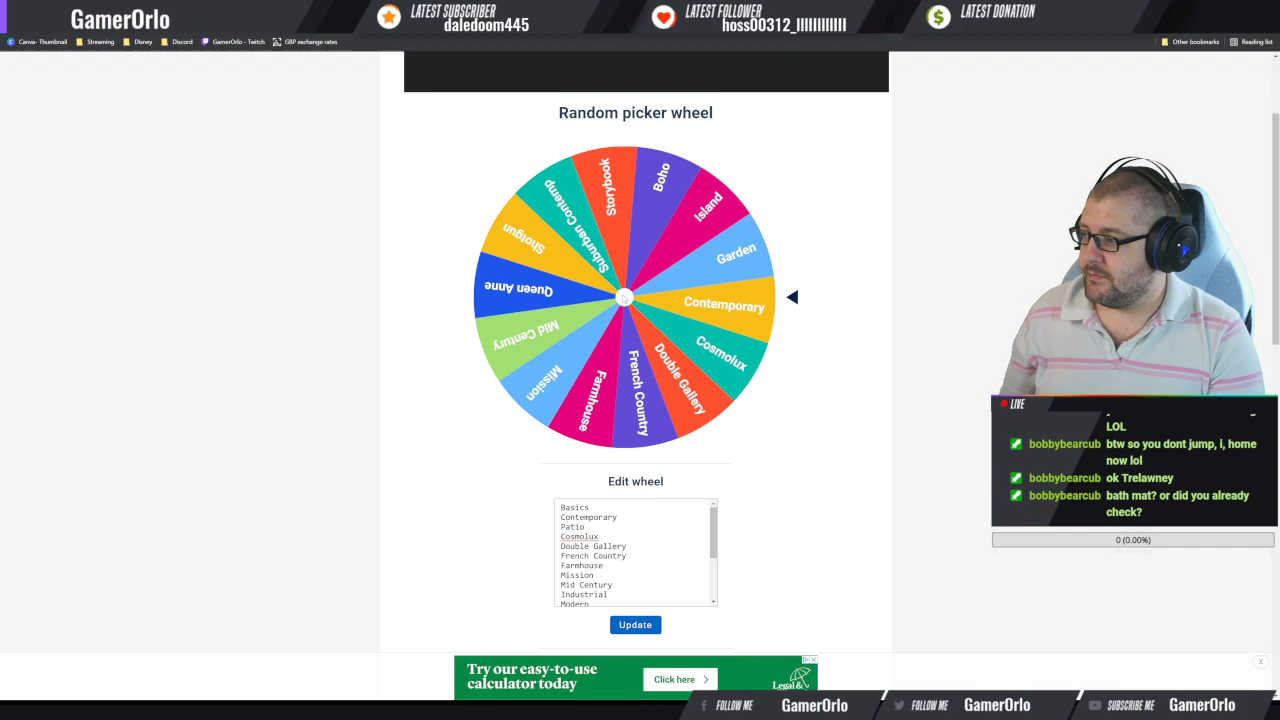 GamerOrlo
LATEST SUBSCRIBER
daledoom445
LATEST FOLLOWER
hoss00312_llllllllllll
LATEST DONATION
Canva- Thumbnail
Streaming
Disney
Discord
GamerOrlo - Twitch
GBP exchange rates
Other bookmarks
Reading list
Random picker wheel
Storybook
Boho
Island
Garden
Contemporary
Cosmolux
Double Gallery
French Country
Farmhouse
Mission
Mid Century
Queen Anne
Shotgun
Suburban Contemp
Edit wheel
Basics
Contemporary
Patio
Cosmolux
Double Gallery
French Country
Farmhouse
Mission
Mid Century
Industrial
Modern
Update
Try our easy-to-use
calculator today
Click here
Legal &
LIVE
LOL
bobbybearcub btw so you dont jump, i, home
now lol
bobbybearcub ok Trelawney
bobbybearcub bath mat? or did you already
check?
0 (0.00%)
FOLLOW ME GamerOrlo
FOLLOW ME GamerOrlo
SUBSCRIBE ME GamerOrlo